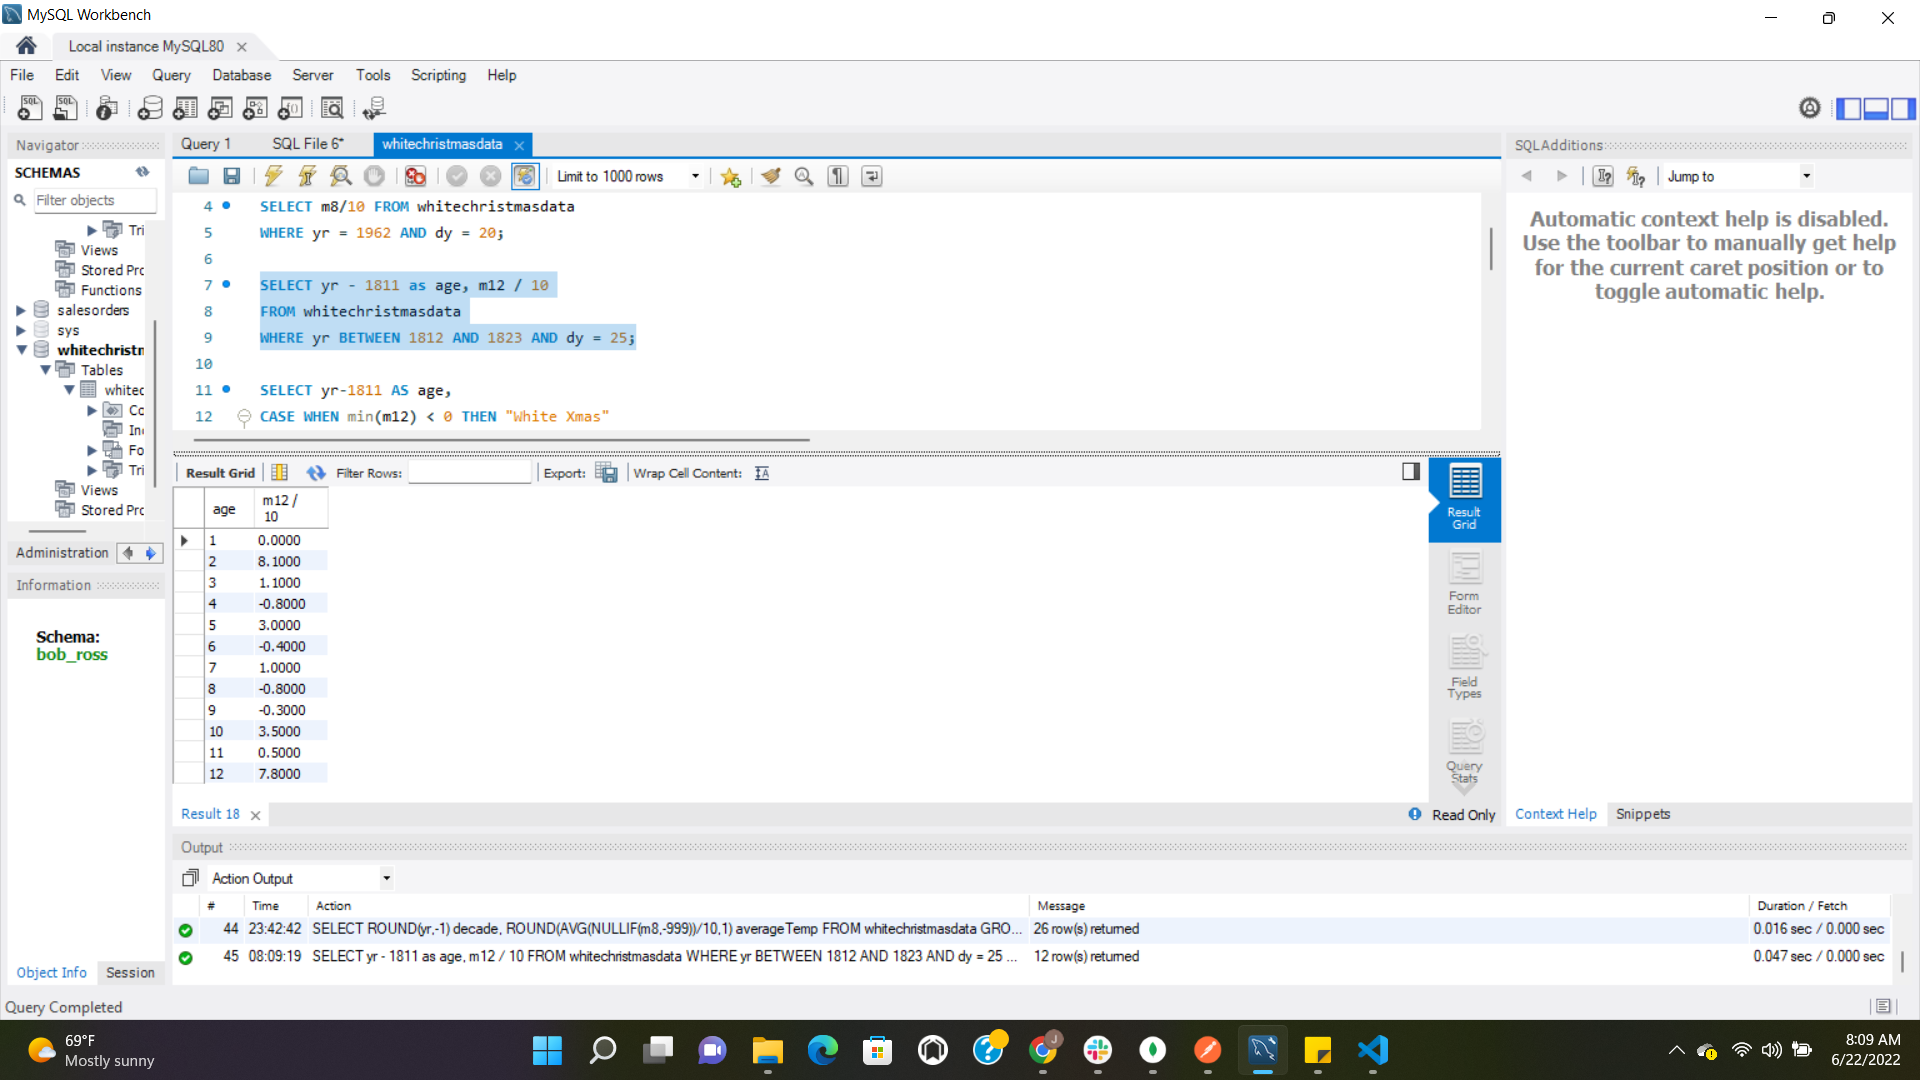 MySQL Workbench
Local instance MySQL80
File Edit View Query Database Server Tools Scripting Help
Navigator
SCHEMAS
Filter objects
Tri
Views
Stored Prc
Functions
salesorders
sys
whitechristn
Tables
whitec
Co
In
Fo
Tri
Views
Stored Prc
Administration
Information
Schema:
bob_ross
Object Info Session
Query 1 SQL File 6* whitechristmasdata
Limit to 1000 rows
4 SELECT m8/10 FROM whitechristmasdata
5 WHERE yr = 1962 AND dy = 20;
6
7 SELECT yr - 1811 as age, m12 / 10
8 FROM whitechristmasdata
9 WHERE yr BETWEEN 1812 AND 1823 AND dy = 25;
10
11 SELECT yr-1811 AS age,
12 CASE WHEN min(m12) < 0 THEN "White Xmas"
Result Grid Filter Rows: Export: Wrap Cell Content:
age m12 / 10
1 0.0000
2 8.1000
3 1.1000
4 -0.8000
5 3.0000
6 -0.4000
7 1.0000
8 -0.8000
9 -0.3000
10 3.5000
11 0.5000
12 7.8000
Result Grid
Form Editor
Field Types
Query Stats
Result 18
Read Only
SQLAdditions
Jump to
Automatic context help is disabled.
Use the toolbar to manually get help
for the current caret position or to
toggle automatic help.
Context Help Snippets
Output
Action Output
# Time Action Message Duration / Fetch
44 23:42:42 SELECT ROUND(yr,-1) decade, ROUND(AVG(NULLIF(m8,-999))/10,1) averageTemp FROM whitechristmasdata GRO... 26 row(s) returned 0.016 sec / 0.000 sec
45 08:09:19 SELECT yr - 1811 as age, m12 / 10 FROM whitechristmasdata WHERE yr BETWEEN 1812 AND 1823 AND dy = 25 ... 12 row(s) returned 0.047 sec / 0.000 sec
Query Completed
69°F
Mostly sunny
J
8:09 AM
6/22/2022